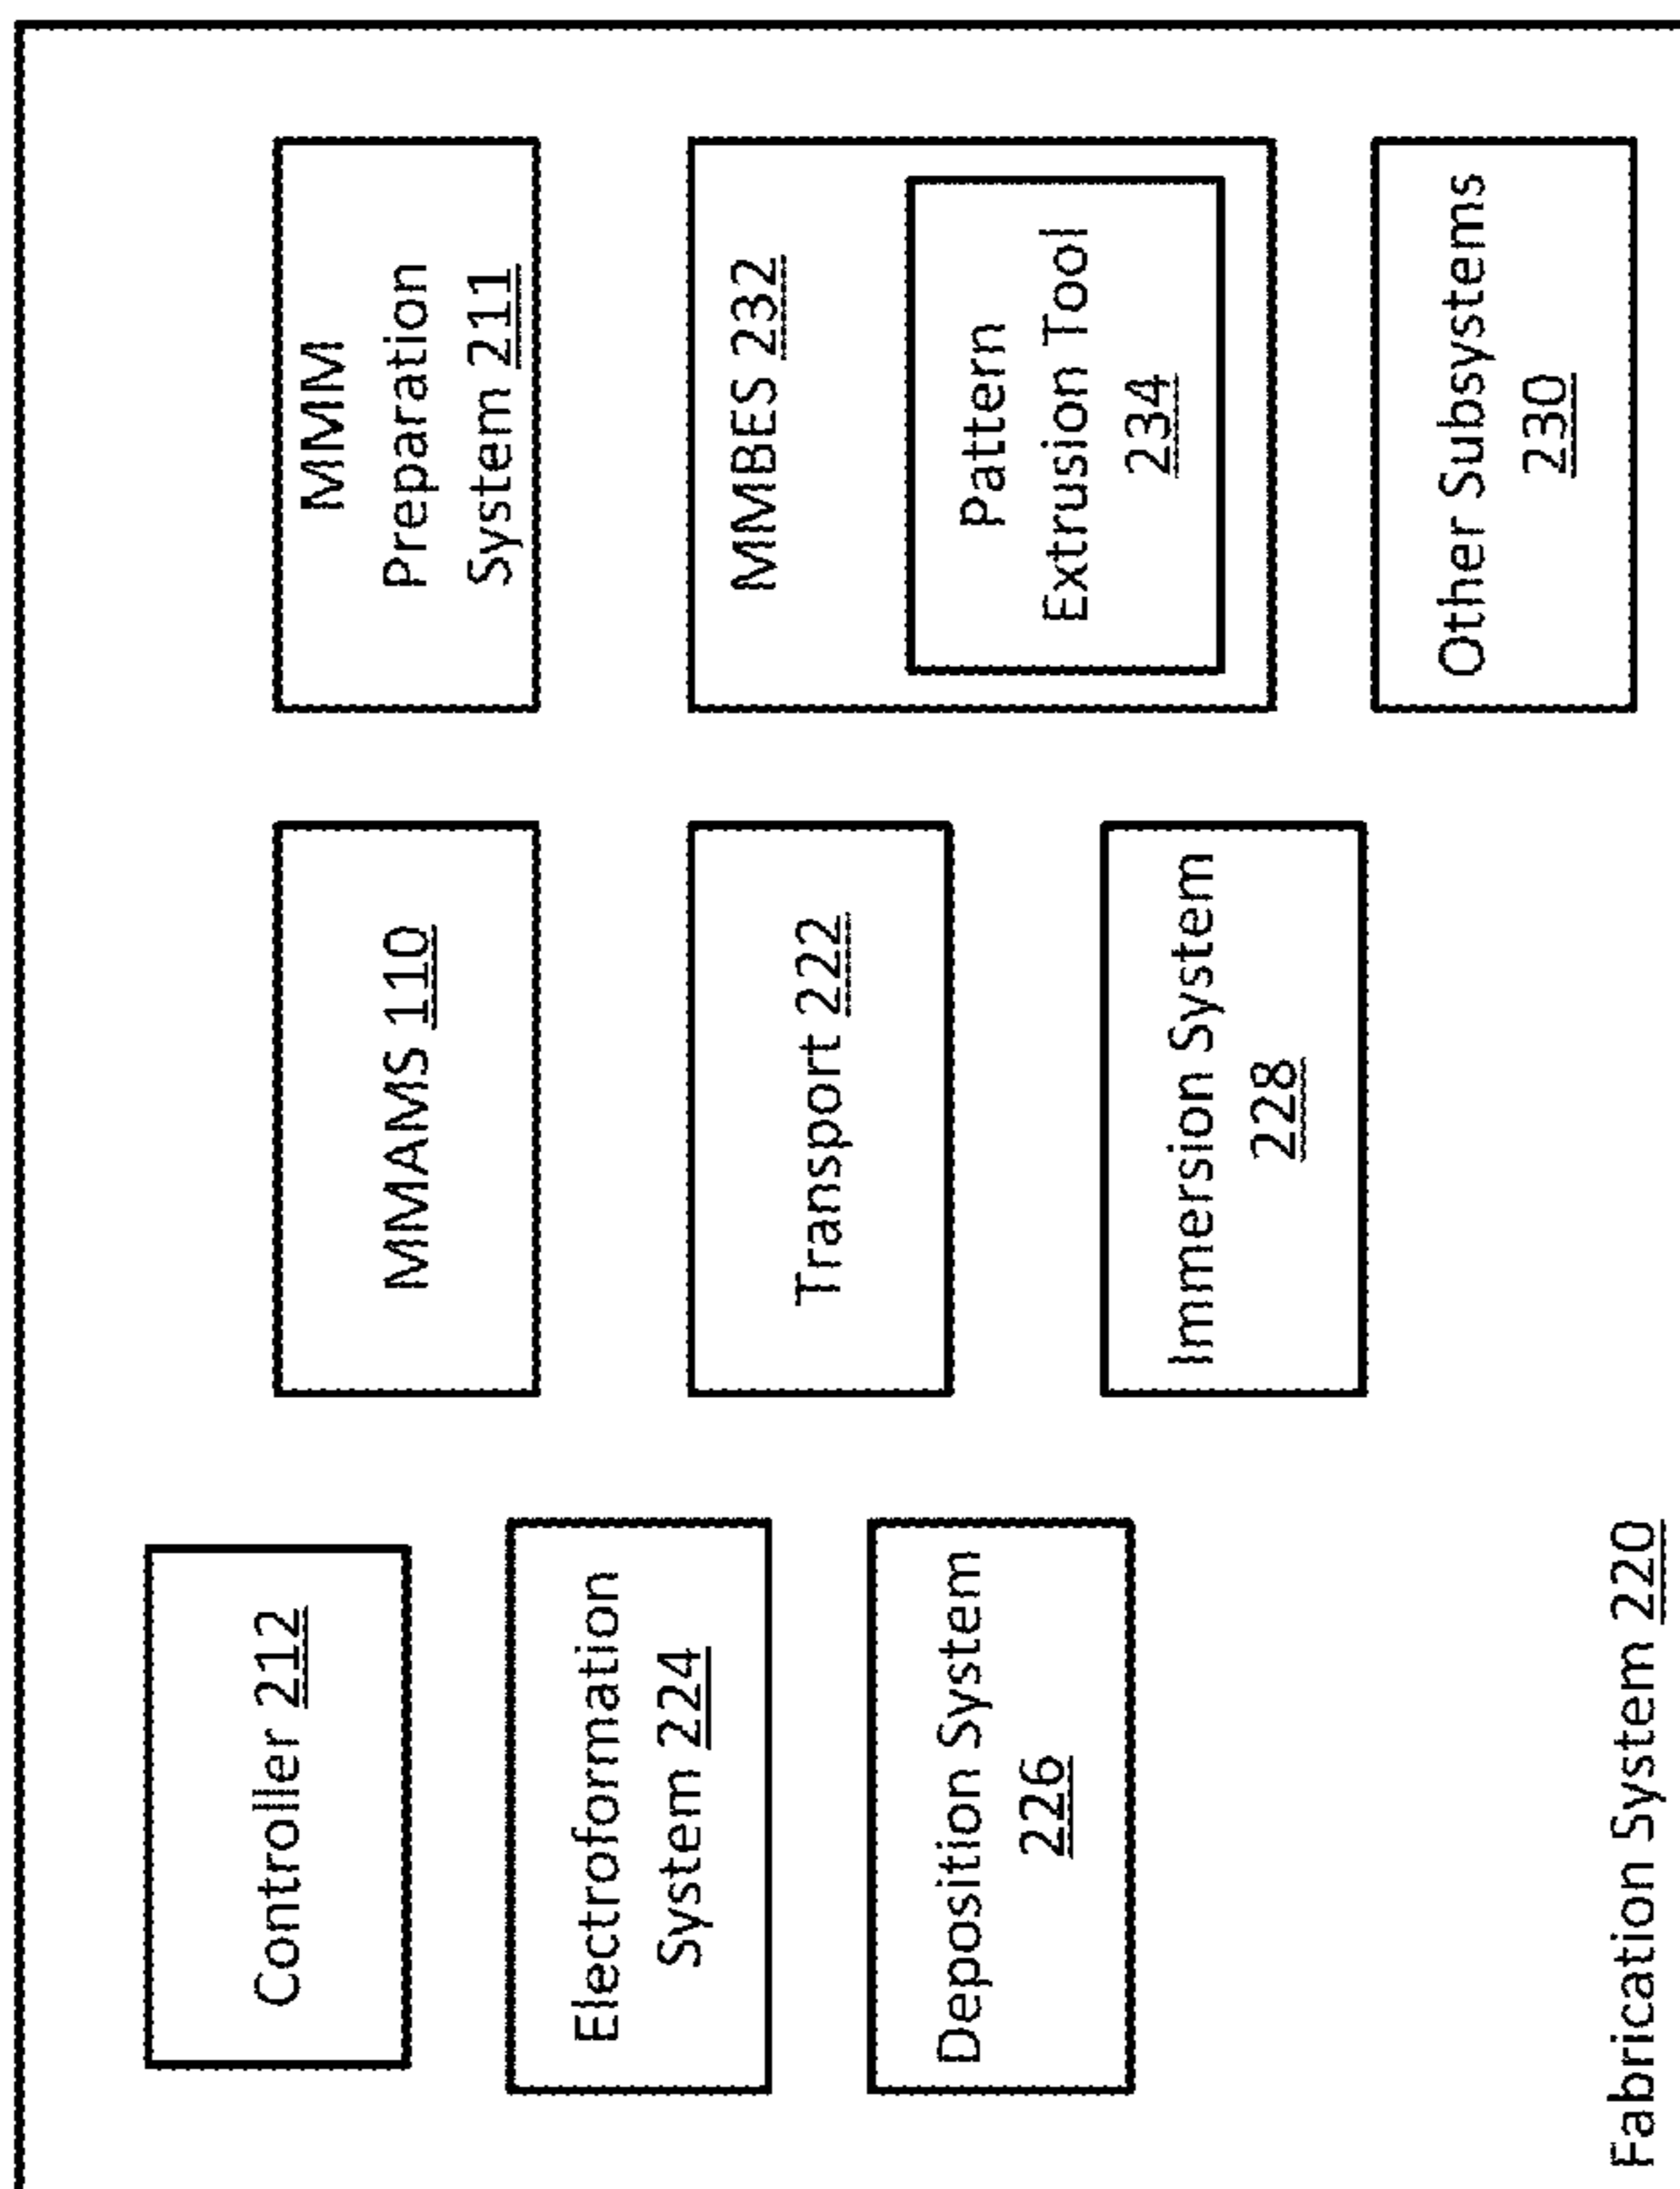 Controller 212
Electroformation
System 224
Deposition System
226
MMAMS 110
Transport 222
Immersion System
228
MMM
Preparation
System 211
MMBES 232
Pattern
Extrusion Tool
234
Other Subsystems
230
Fabrication System 220